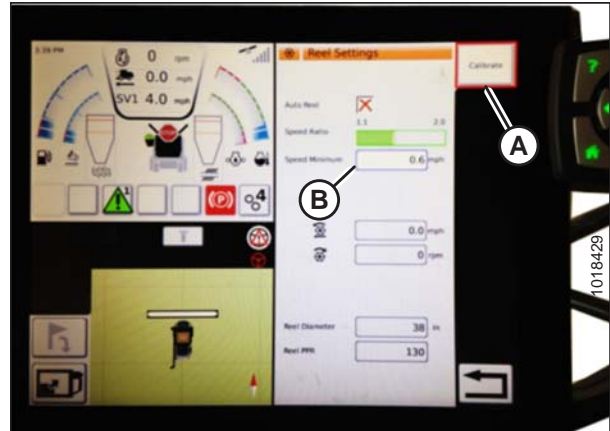 3:26 PM
0 rpm
0.0 mph
SV1 4.0 mph
STOP
1
(P)
4
Reel Settings
Calibrate
A
Auto Reel
1.1 2.0
Speed Ratio
Speed Minimum 0.6 mph
B
0.0 mph
0 rpm
Reel Diameter 38 in
Reel PPR 130
?
1018429